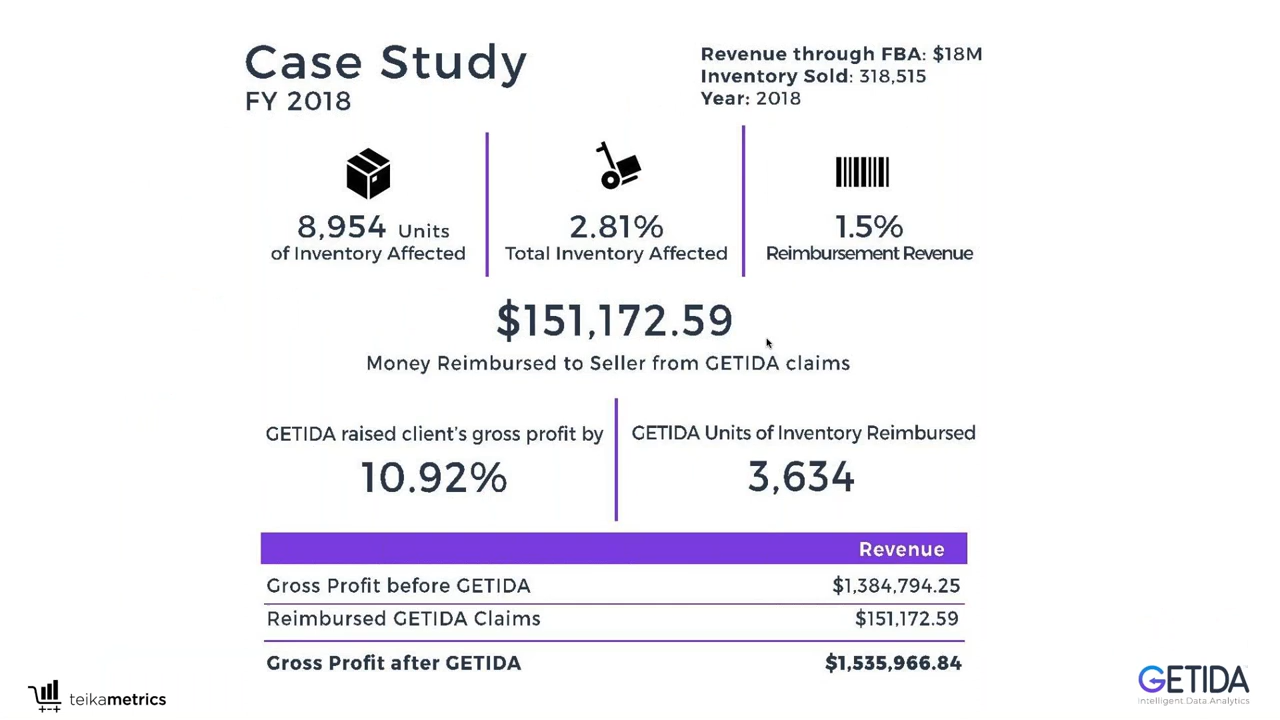 Case Study
FY 2018
Revenue through FBA: $18M
Inventory Sold: 318,515
Year: 2018
8,954 Units
of Inventory Affected
2.81%
Total Inventory Affected
1.5%
Reimbursement Revenue
$151,172.59
Money Reimbursed to Seller from GETIDA claims
GETIDA raised client's gross profit by
10.92%
GETIDA Units of Inventory Reimbursed
3,634
Revenue
Gross Profit before GETIDA $1,384,794.25
Reimbursed GETIDA Claims $151,172.59
Gross Profit after GETIDA $1,535,966.84
teikametrics
GETIDA
Intelligent Data Analytics